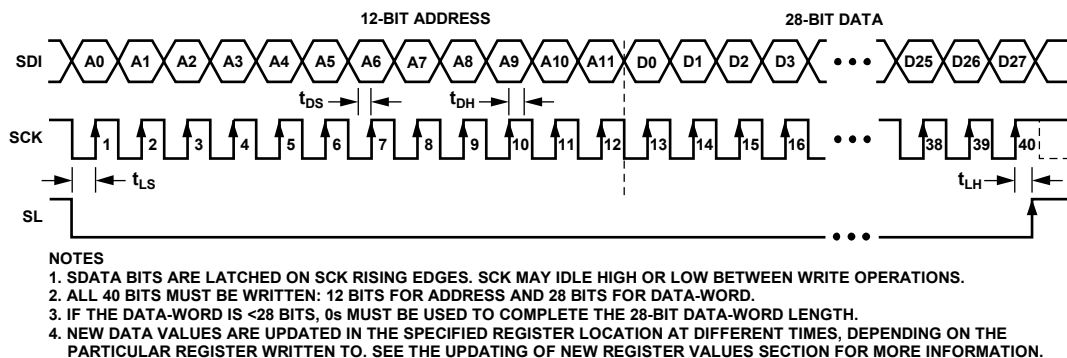 12-BIT ADDRESS 28-BIT DATA
SDI A0 A1 A2 A3 A4 A5 A6 A7 A8 A9 A10 A11 D0 D1 D2 D3 D25 D26 D27
tDS tDH
SCK 1 2 3 4 5 6 7 8 9 10 11 12 13 14 15 16 38 39 40
tLS tLH
SL
NOTES
1. SDATA BITS ARE LATCHED ON SCK RISING EDGES. SCK MAY IDLE HIGH OR LOW BETWEEN WRITE OPERATIONS.
2. ALL 40 BITS MUST BE WRITTEN: 12 BITS FOR ADDRESS AND 28 BITS FOR DATA-WORD.
3. IF THE DATA-WORD IS <28 BITS, 0s MUST BE USED TO COMPLETE THE 28-BIT DATA-WORD LENGTH.
4. NEW DATA VALUES ARE UPDATED IN THE SPECIFIED REGISTER LOCATION AT DIFFERENT TIMES, DEPENDING ON THE
PARTICULAR REGISTER WRITTEN TO. SEE THE UPDATING OF NEW REGISTER VALUES SECTION FOR MORE INFORMATION.